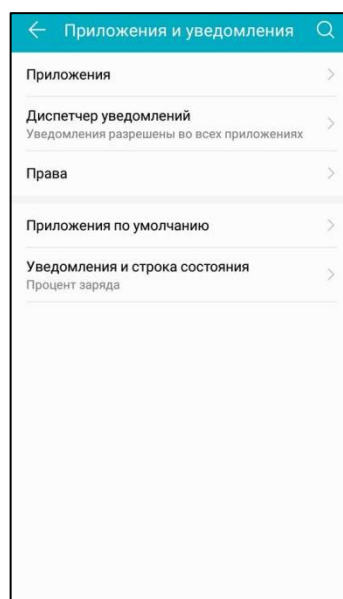 Приложения и уведомления
Приложения
Диспетчер уведомлений
Уведомления разрешены во всех приложениях
Права
Приложения по умолчанию
Уведомления и строка состояния
Процент заряда